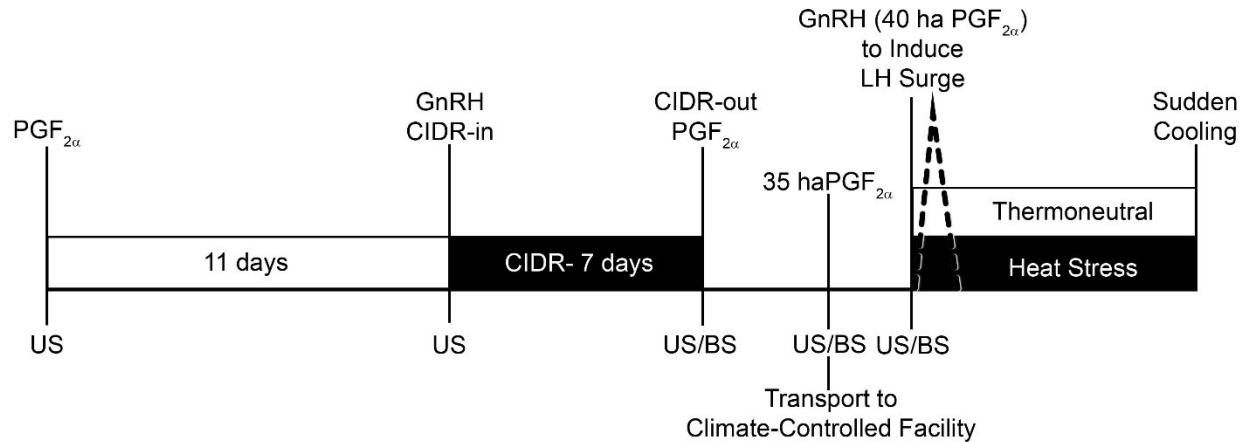 PGF2α
GnRH
CIDR-in
CIDR-out
PGF2α
35 haPGF2α
GnRH (40 ha PGF2α)
to Induce
LH Surge
Sudden
Cooling
11 days
CIDR- 7 days
Thermoneutral
Heat Stress
US
US
US/BS
US/BS
US/BS
Transport to
Climate-Controlled Facility